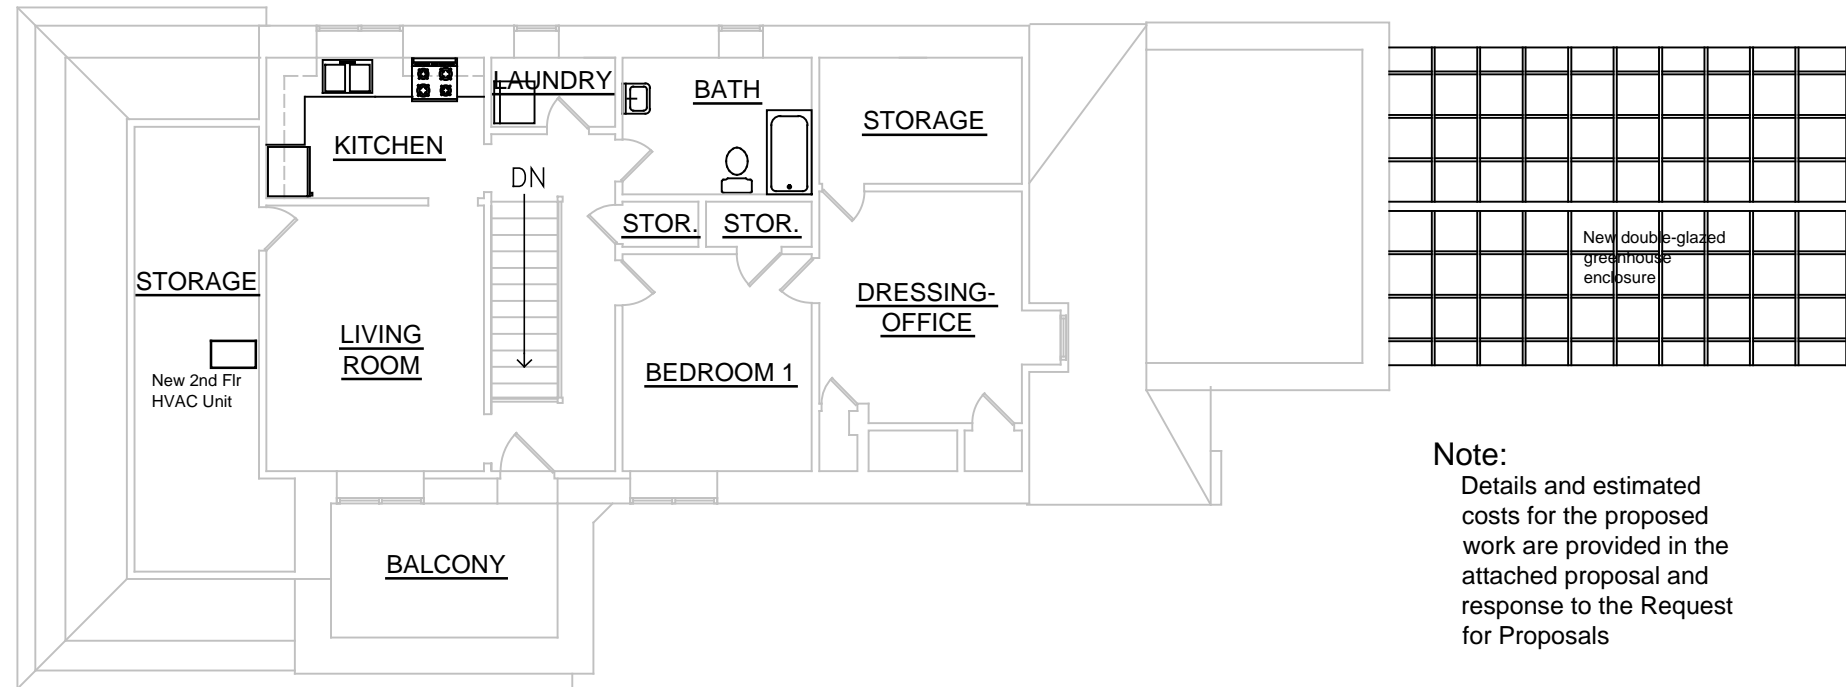 LAUNDRY
BATH
STORAGE
KITCHEN
DN
STOR.
STOR.
New double-glazed
greenhouse
enclosure
STORAGE
DRESSING-
OFFICE
LIVING
ROOM
BEDROOM 1
New 2nd Flr
HVAC Unit
BALCONY
Note:
Details and estimated
costs for the proposed
work are provided in the
attached proposal and
response to the Request
for Proposals